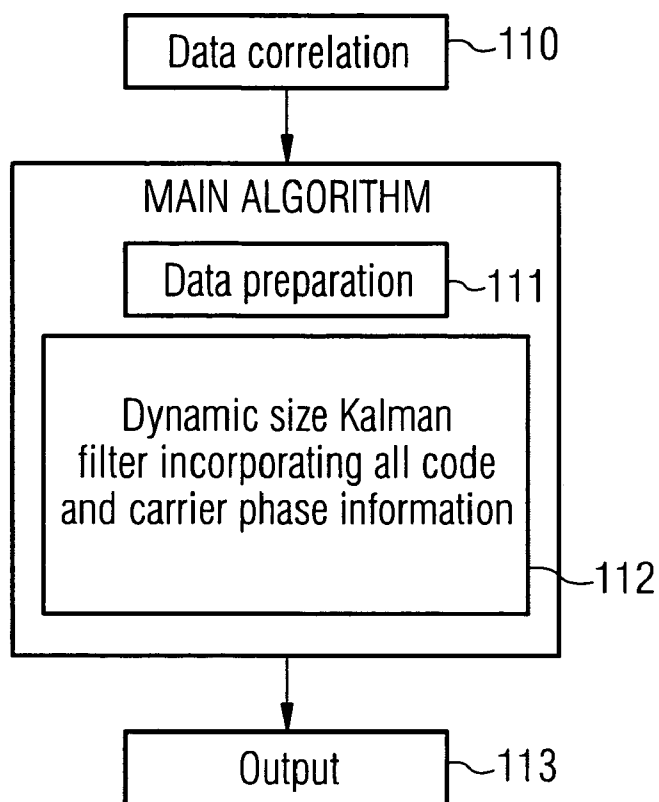 Data correlation 110
MAIN ALGORITHM
Data preparation 111
Dynamic size Kalman
filter incorporating all code
and carrier phase information
112
Output 113